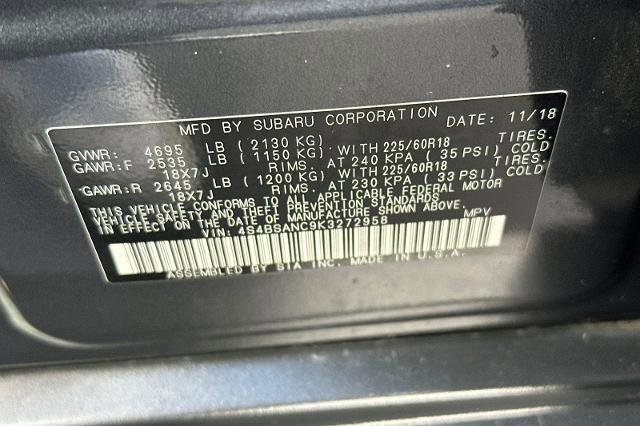 MFD BY SUBARU CORPORATION DATE: 11/18
GVWR: 4695 LB (2130 KG)
GAWR:F 2535 LB (1150 KG) WITH 225/60R18 TIRES.
18X7J RIMS. AT 240 KPA (35 PSI) COLD
GAWR:R 2645 LB (1200 KG) WITH 225/60R18 TIRES.
18X7J RIMS. AT 230 KPA (33 PSI) COLD
THIS VEHICLE CONFORMS TO ALL APPLICABLE FEDERAL MOTOR
VEHICLE SAFETY AND THEFT PREVENTION STANDARDS
IN EFFECT ON THE DATE OF MANUFACTURE SHOWN ABOVE.
VIN: 4S4BSANC9K3272958 MPV
ASSEMBLED BY SIA INC. MADE IN U.S.A.